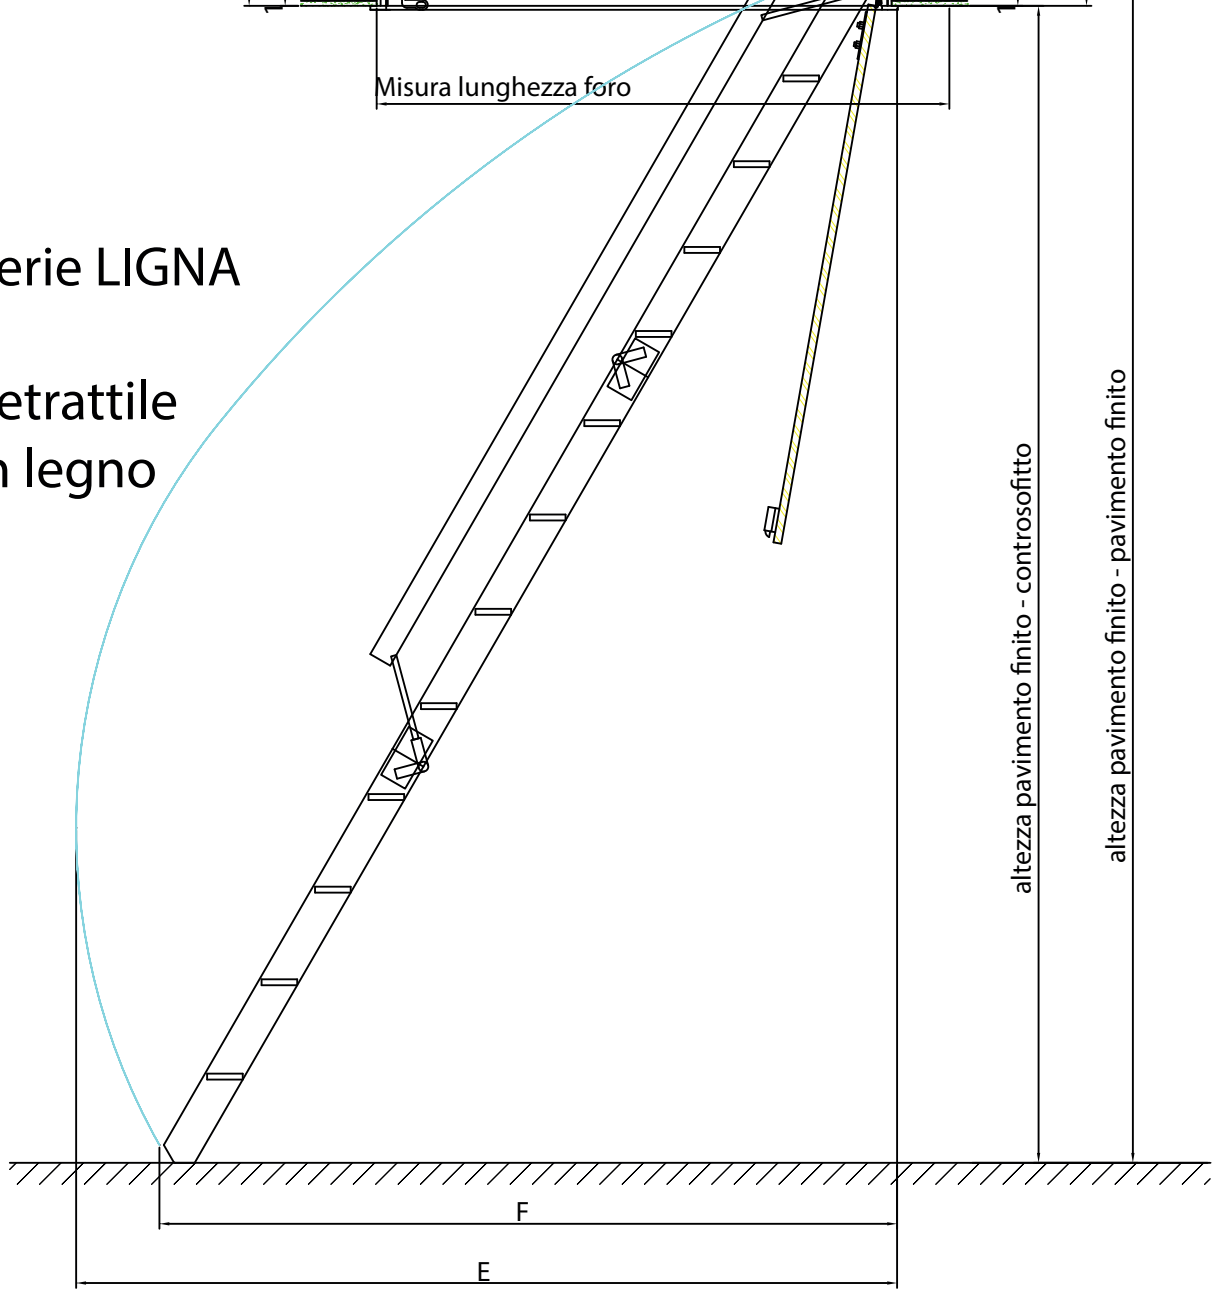 Misura lunghezza foro
erie LIGNA
etrattile
n legno
altezza pavimento finito - controsofitto
altezza pavimento finito - pavimento finito
F
E